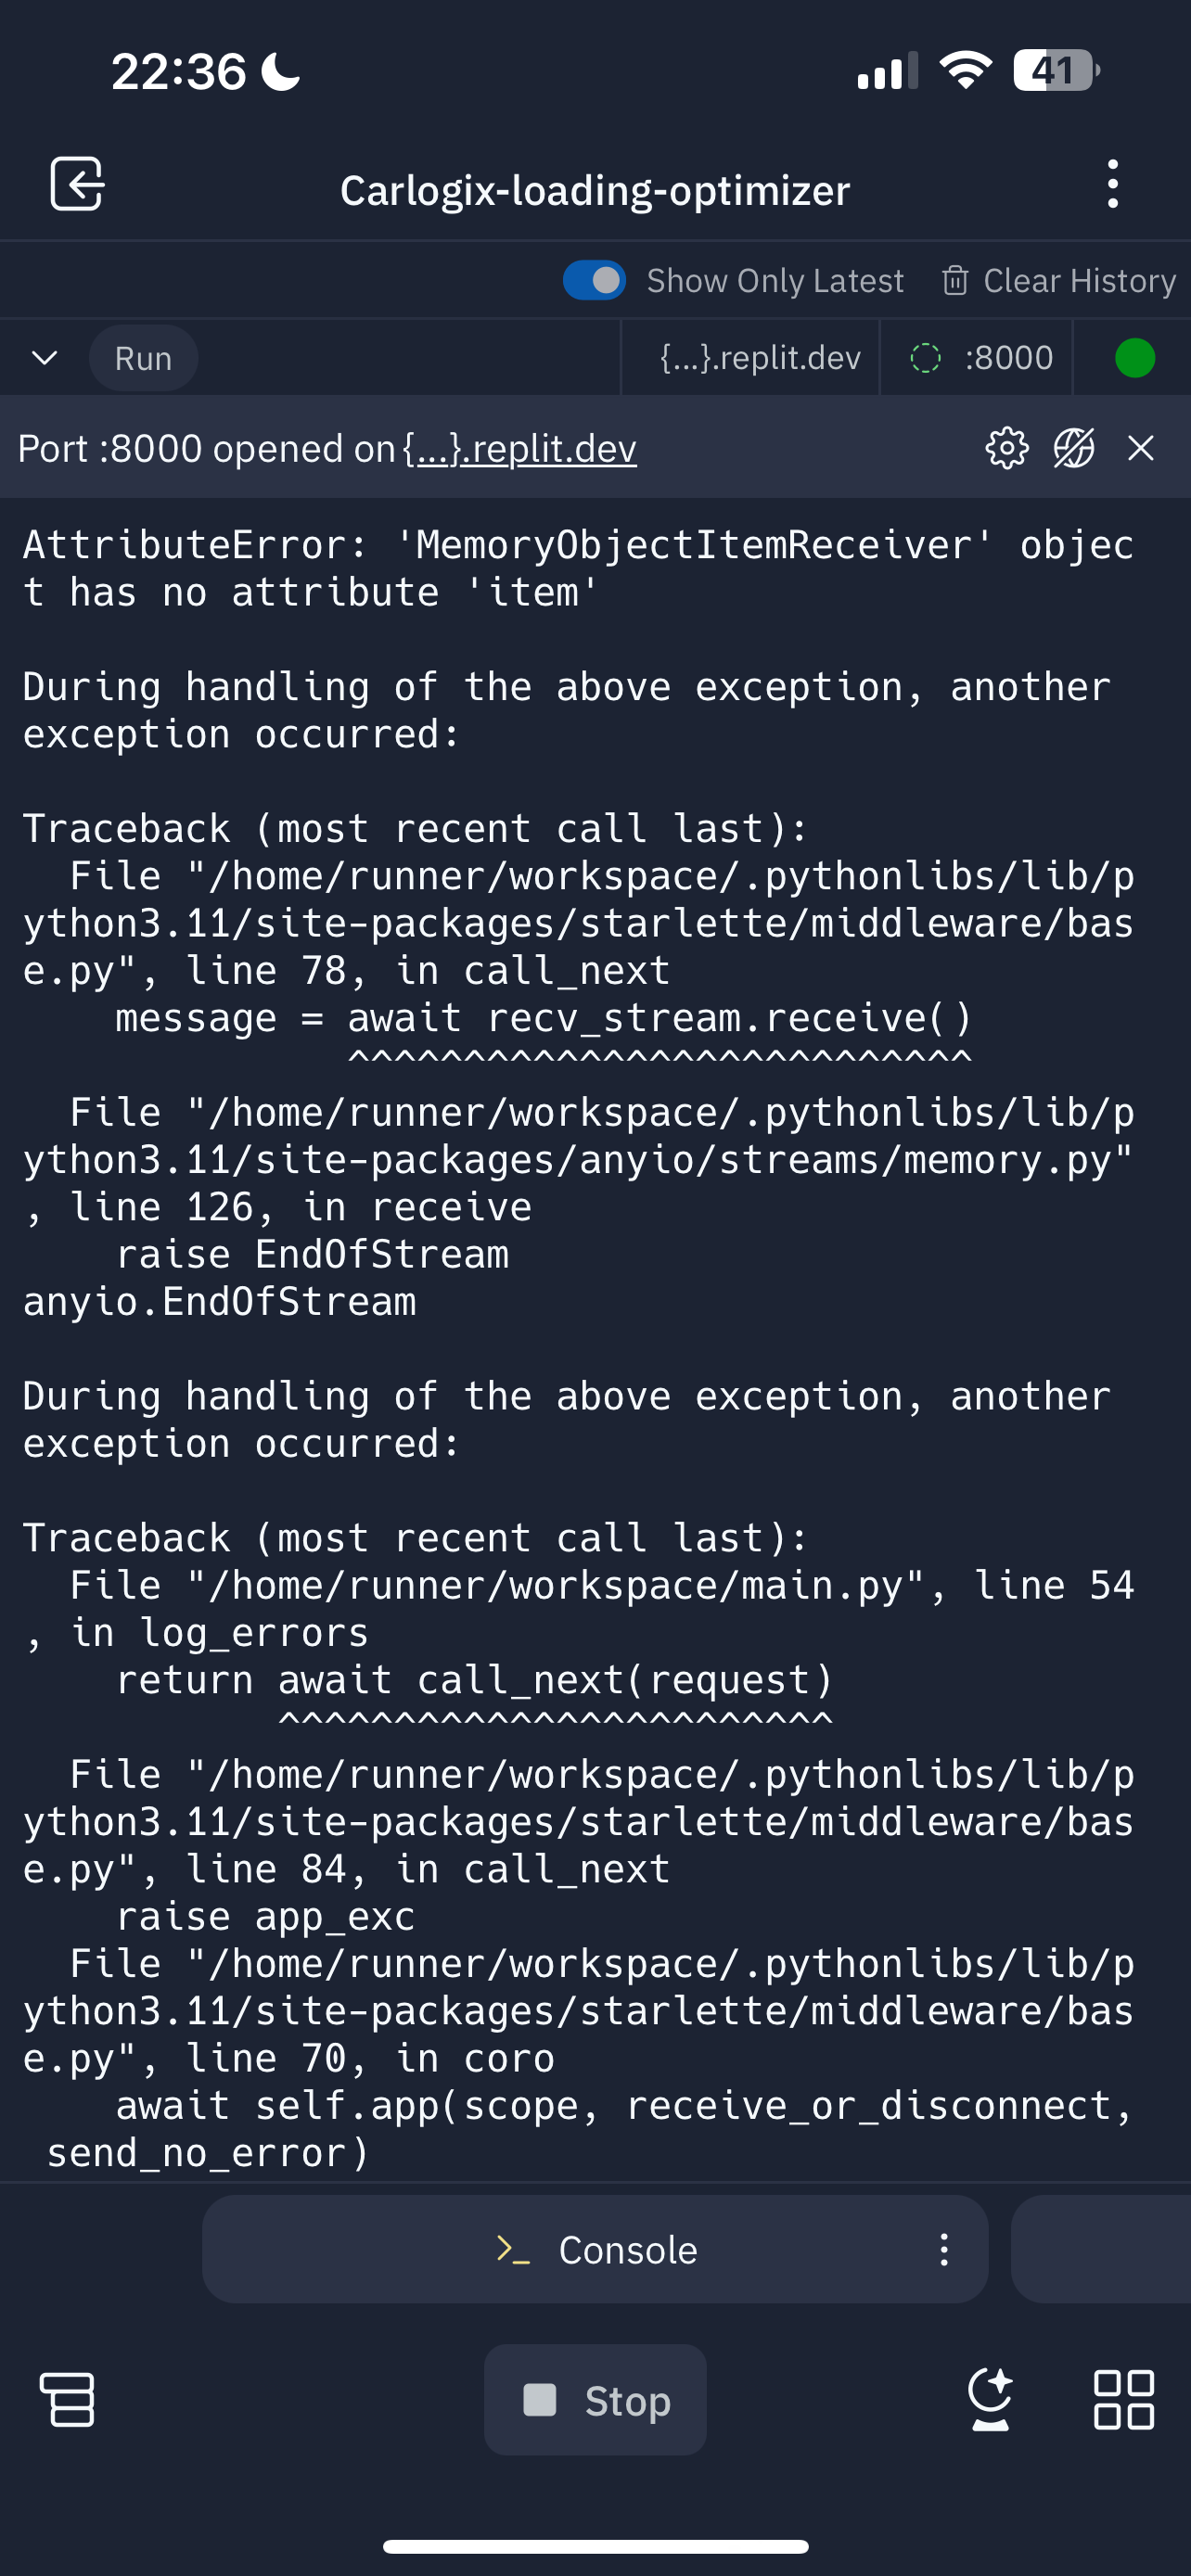 22:36
41
Carlogix-loading-optimizer
Show Only Latest Clear History
Run {...}.replit.dev :8000
Port :8000 opened on {...}.replit.dev
AttributeError: 'MemoryObjectItemReceiver' objec
t has no attribute 'item'
During handling of the above exception, another
exception occurred:
Traceback (most recent call last):
  File "/home/runner/workspace/.pythonlibs/lib/p
ython3.11/site-packages/starlette/middleware/bas
e.py", line 78, in call_next
    message = await recv_stream.receive()
              ^^^^^^^^^^^^^^^^^^^^^^^^^^^
  File "/home/runner/workspace/.pythonlibs/lib/p
ython3.11/site-packages/anyio/streams/memory.py"
, line 126, in receive
    raise EndOfStream
anyio.EndOfStream
During handling of the above exception, another
exception occurred:
Traceback (most recent call last):
  File "/home/runner/workspace/main.py", line 54
, in log_errors
    return await call_next(request)
           ^^^^^^^^^^^^^^^^^^^^^^^^
  File "/home/runner/workspace/.pythonlibs/lib/p
ython3.11/site-packages/starlette/middleware/bas
e.py", line 84, in call_next
    raise app_exc
  File "/home/runner/workspace/.pythonlibs/lib/p
ython3.11/site-packages/starlette/middleware/bas
e.py", line 70, in coro
    await self.app(scope, receive_or_disconnect,
 send_no_error)
Console
Stop